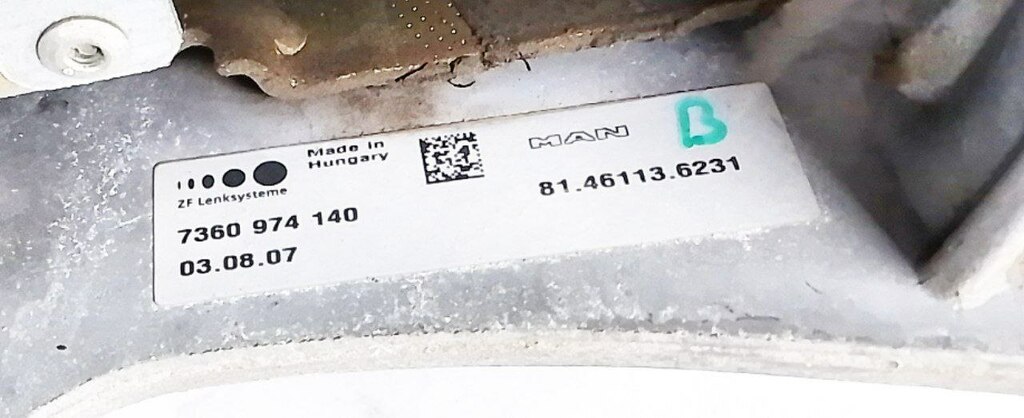 Made in
Hungary
ZF Lenksysteme
7360 974 140
03.08.07
MAN
B
81.46113.6231